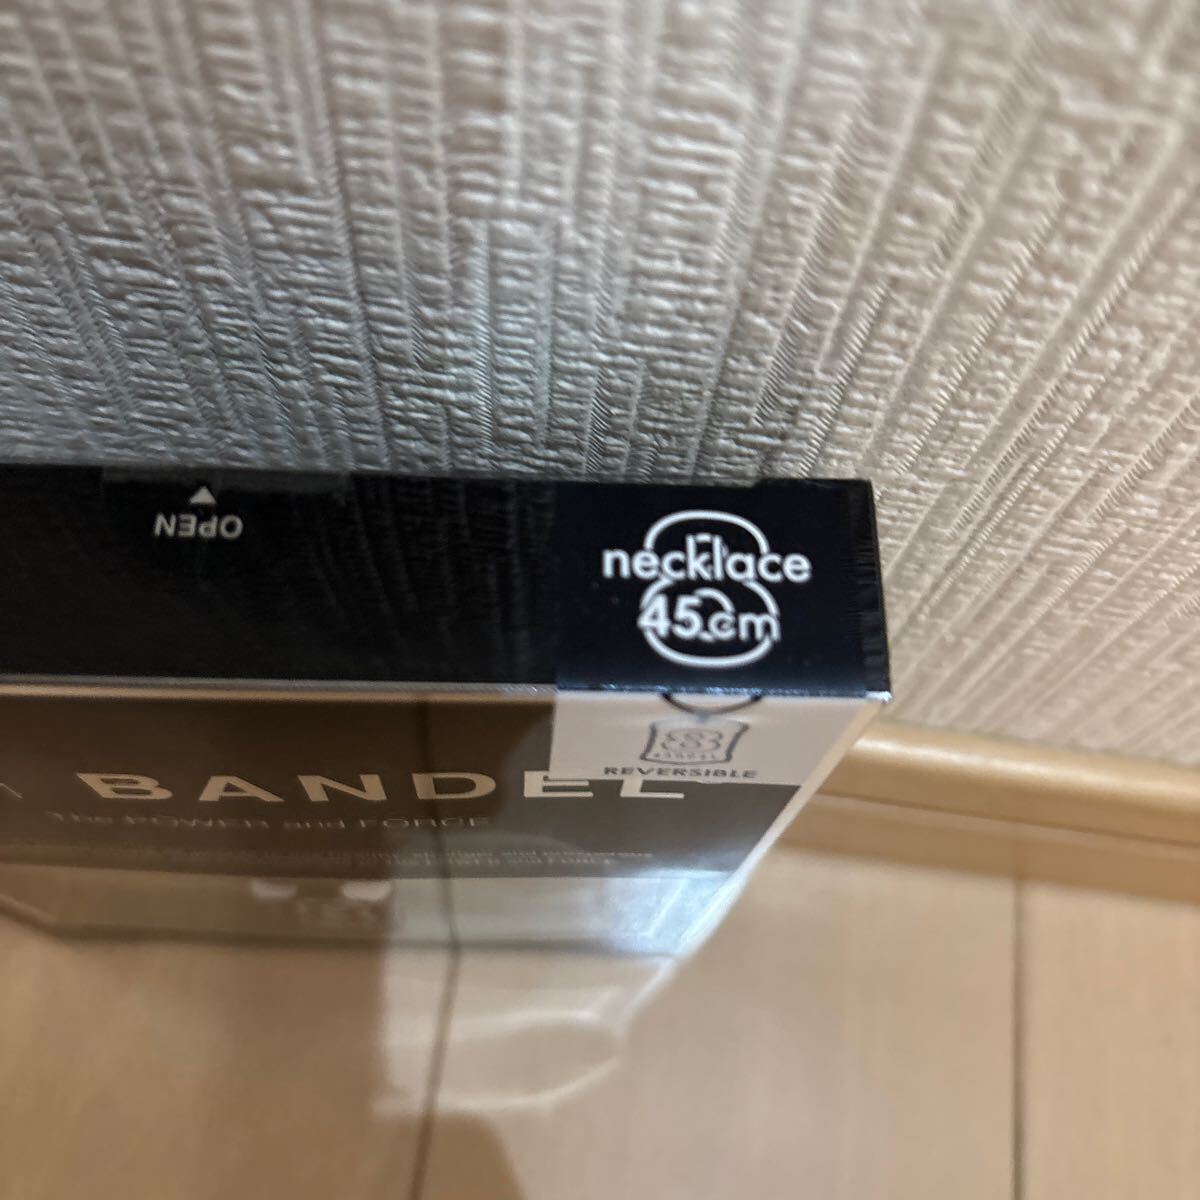 OPEN
necklace
45cm
REVERSIBLE
BANDEL
The POWER and FORCE